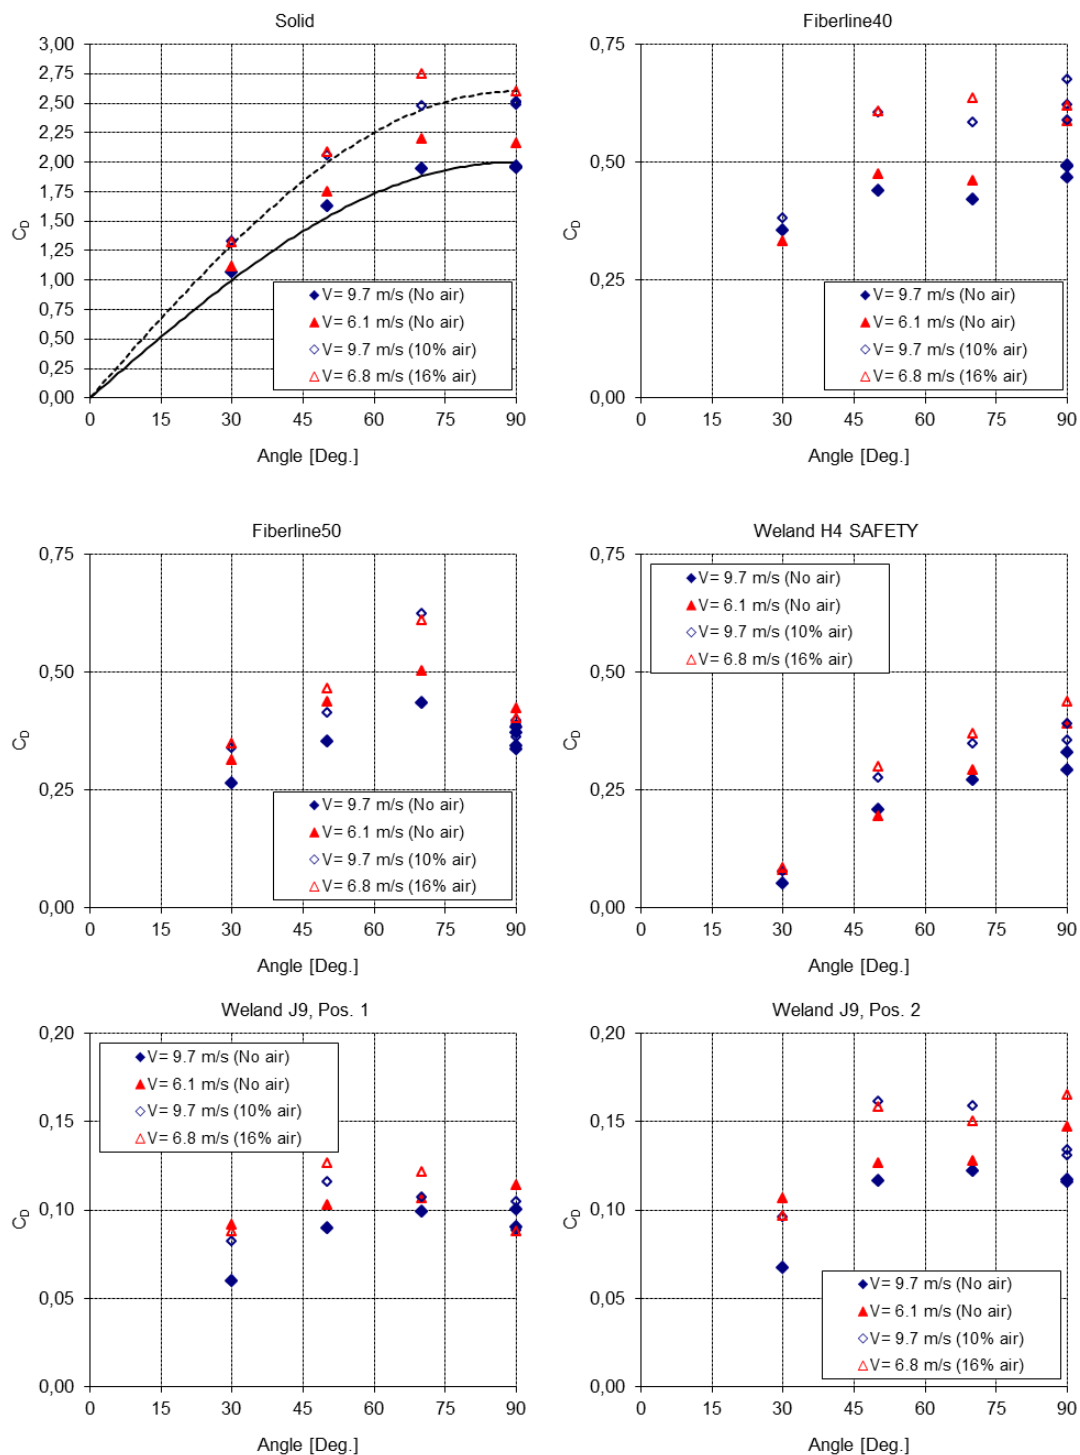 Solid
3,00
2,75
2,50
2,25
2,00
1,75
1,50
1,25
1,00
0,75
0,50
0,25
0,00
C_D
V= 9.7 m/s (No air)
V= 6.1 m/s (No air)
V= 9.7 m/s (10% air)
V= 6.8 m/s (16% air)
0 15 30 45 60 75 90
Angle [Deg.]
Fiberline40
0,75
0,50
0,25
0,00
C_D
V= 9.7 m/s (No air)
V= 6.1 m/s (No air)
V= 9.7 m/s (10% air)
V= 6.8 m/s (16% air)
0 15 30 45 60 75 90
Angle [Deg.]
Fiberline50
0,75
0,50
0,25
0,00
C_D
V= 9.7 m/s (No air)
V= 6.1 m/s (No air)
V= 9.7 m/s (10% air)
V= 6.8 m/s (16% air)
0 15 30 45 60 75 90
Angle [Deg.]
Weland H4 SAFETY
0,75
0,50
0,25
0,00
C_D
V= 9.7 m/s (No air)
V= 6.1 m/s (No air)
V= 9.7 m/s (10% air)
V= 6.8 m/s (16% air)
0 15 30 45 60 75 90
Angle [Deg.]
Weland J9, Pos. 1
0,20
0,15
0,10
0,05
0,00
C_D
V= 9.7 m/s (No air)
V= 6.1 m/s (No air)
V= 9.7 m/s (10% air)
V= 6.8 m/s (16% air)
0 15 30 45 60 75 90
Angle [Deg.]
Weland J9, Pos. 2
0,20
0,15
0,10
0,05
0,00
C_D
V= 9.7 m/s (No air)
V= 6.1 m/s (No air)
V= 9.7 m/s (10% air)
V= 6.8 m/s (16% air)
0 15 30 45 60 75 90
Angle [Deg.]